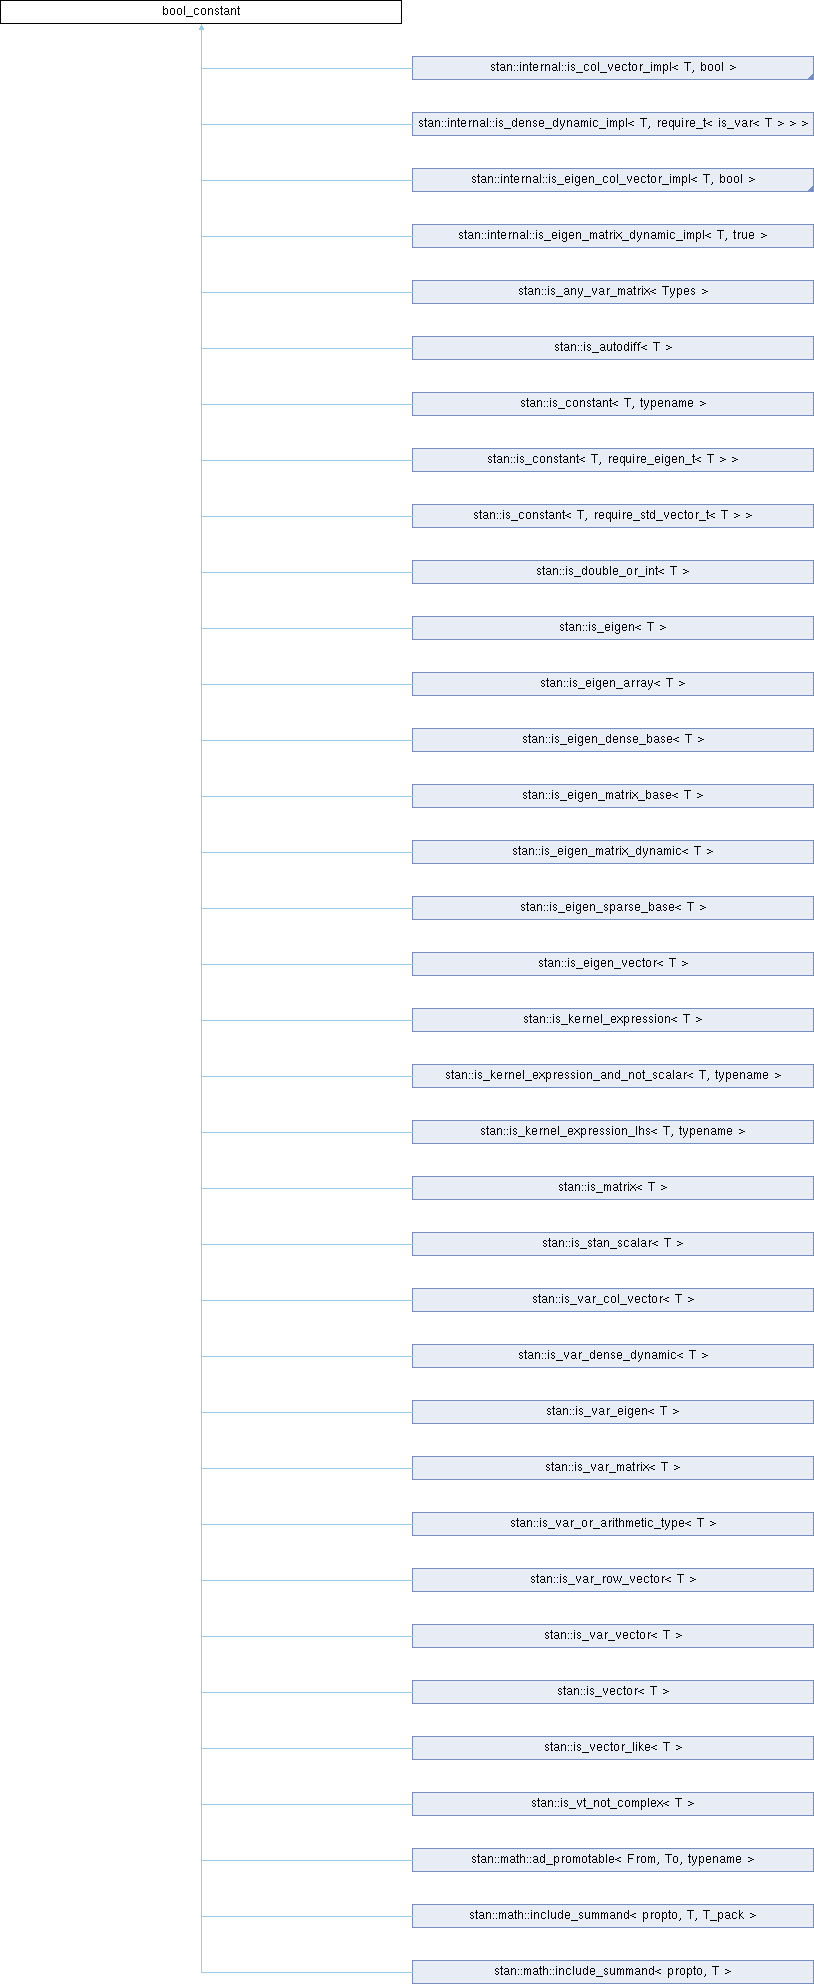 bool_constant
stan::internal::is_col_vector_impl< T, bool >
stan::internal::is_dense_dynamic_impl< T, require_t< is_var< T > > >
stan::internal::is_eigen_col_vector_impl< T, bool >
stan::internal::is_eigen_matrix_dynamic_impl< T, true >
stan::is_any_var_matrix< Types >
stan::is_autodiff< T >
stan::is_constant< T, typename >
stan::is_constant< T, require_eigen_t< T > >
stan::is_constant< T, require_std_vector_t< T > >
stan::is_double_or_int< T >
stan::is_eigen< T >
stan::is_eigen_array< T >
stan::is_eigen_dense_base< T >
stan::is_eigen_matrix_base< T >
stan::is_eigen_matrix_dynamic< T >
stan::is_eigen_sparse_base< T >
stan::is_eigen_vector< T >
stan::is_kernel_expression< T >
stan::is_kernel_expression_and_not_scalar< T, typename >
stan::is_kernel_expression_lhs< T, typename >
stan::is_matrix< T >
stan::is_stan_scalar< T >
stan::is_var_col_vector< T >
stan::is_var_dense_dynamic< T >
stan::is_var_eigen< T >
stan::is_var_matrix< T >
stan::is_var_or_arithmetic_type< T >
stan::is_var_row_vector< T >
stan::is_var_vector< T >
stan::is_vector< T >
stan::is_vector_like< T >
stan::is_vt_not_complex< T >
stan::math::ad_promotable< From, To, typename >
stan::math::include_summand< propto, T, T_pack >
stan::math::include_summand< propto, T >